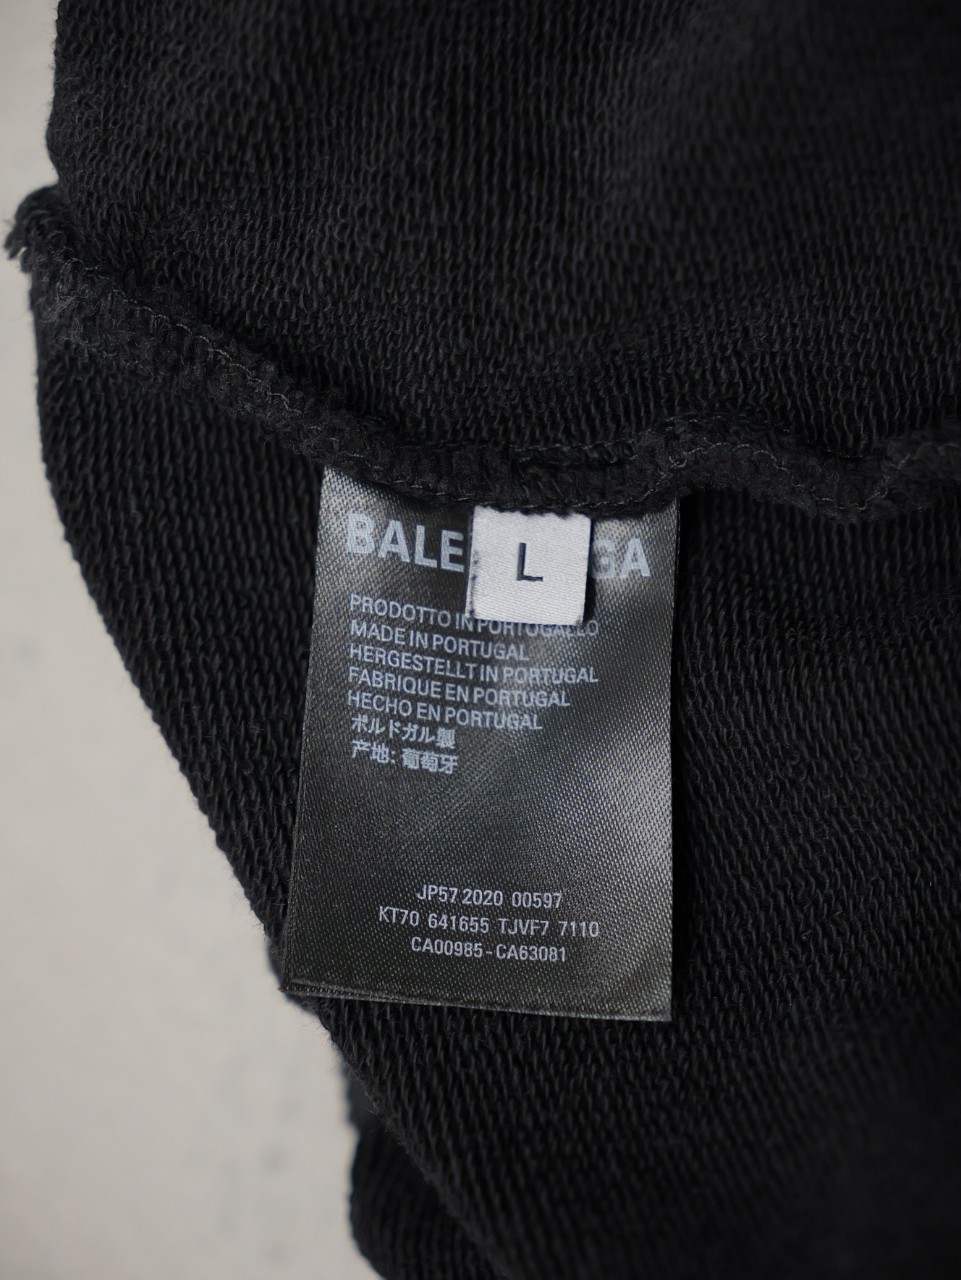 BALE GA
L
PRODOTTO IN PORTOGALLO
MADE IN PORTUGAL
HERGESTELLT IN PORTUGAL
FABRIQUE EN PORTUGAL
HECHO EN PORTUGAL
ポルドガル製
产地: 葡萄牙
JP57 2020 00597
KT70 641655 TJVF7 7110
CA00985-CA63081